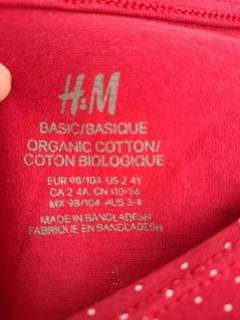 H&M
BASIC/BASIQUE
ORGANIC COTTON/
COTON BIOLOGIQUE
EUR 98/104 US 2-4Y
CA 2-4A CN 110/56
MX 98/104 AUS 3-4
MADE IN BANGLADESH
FABRIQUE EN BANGLADESH